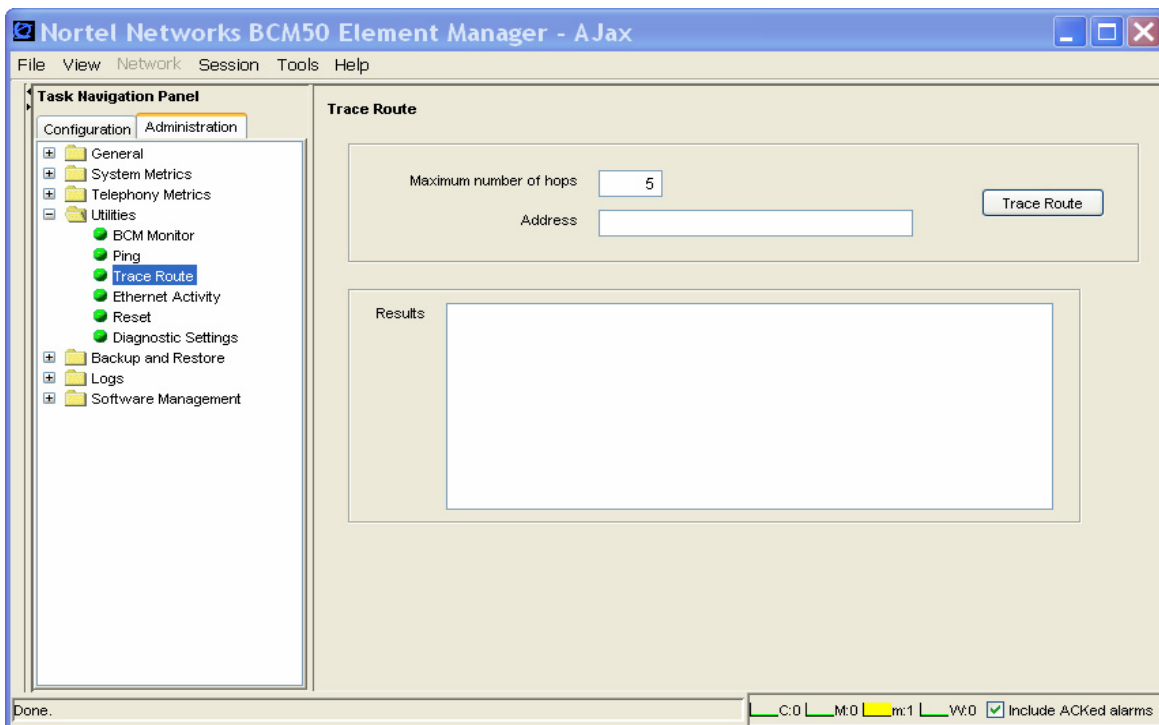 Nortel Networks BCM50 Element Manager - AJax
File View Network Session Tools Help
Task Navigation Panel
Configuration Administration
General
System Metrics
Telephony Metrics
Utilities
BCM Monitor
Ping
Trace Route
Ethernet Activity
Reset
Diagnostic Settings
Backup and Restore
Logs
Software Management
Trace Route
Maximum number of hops 5
Address
Trace Route
Results
Done.
C:0 M:0 m:1 W:0 Include ACKed alarms